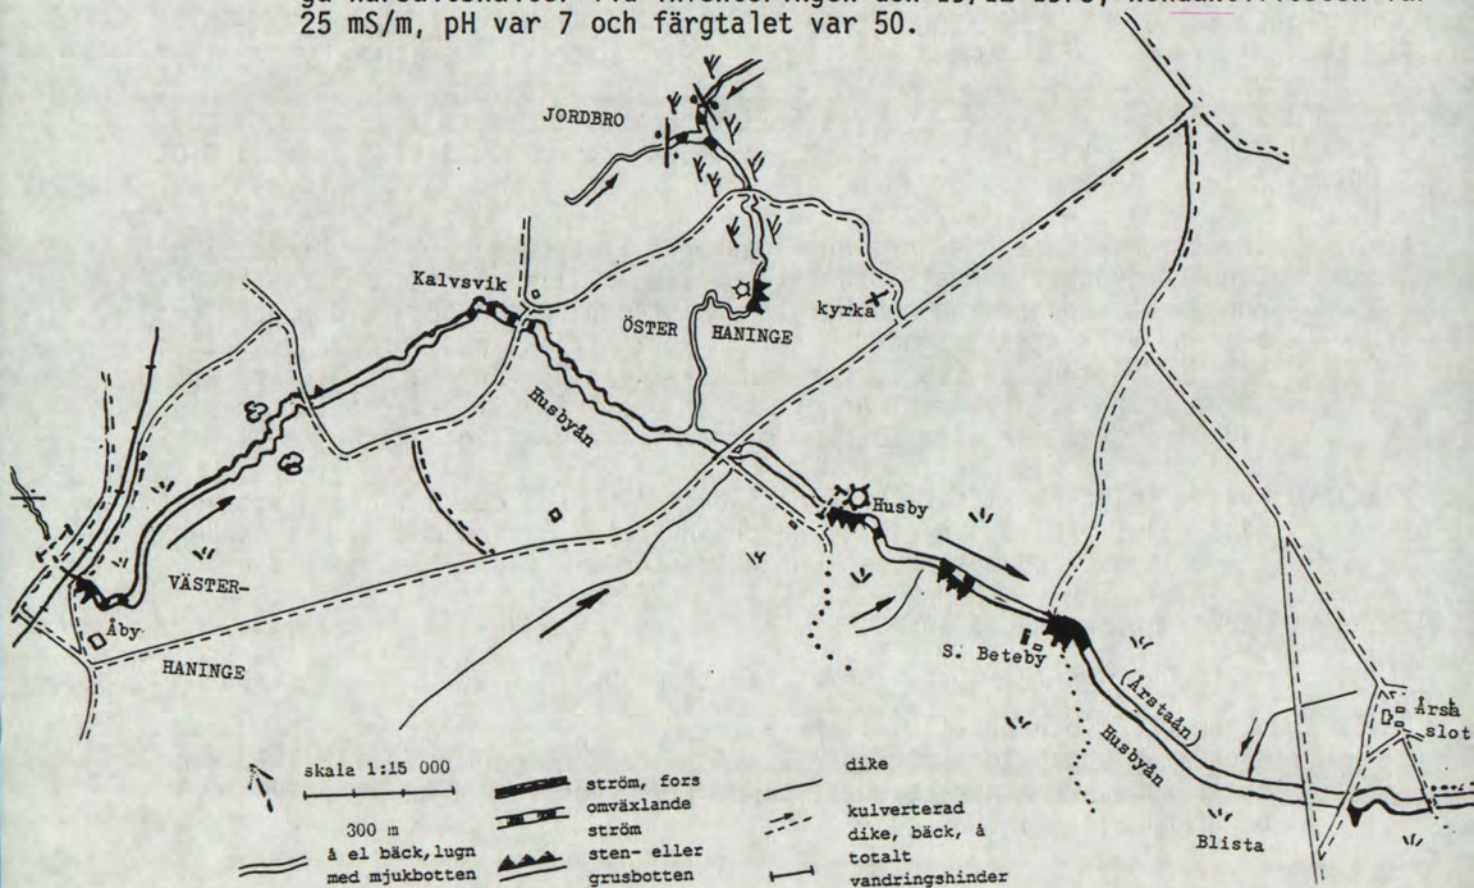 25 mS/m, pH var 7 och färgtalet var 50.
JORDBRO
Kalvsvik
ÖSTER HANINGE
kyrka
Husbyån
Husby
VÄSTER-
Åby
HANINGE
S. Beteby
(Årstaån)
Husbyån
Årsta
slot
Blista
skala 1:15 000
300 m
å el bäck, lugn
med mjukbotten
ström, fors
omväxlande
ström
sten- eller
grusbotten
dike
kulverterad
dike, bäck, å
totalt
vandringshinder